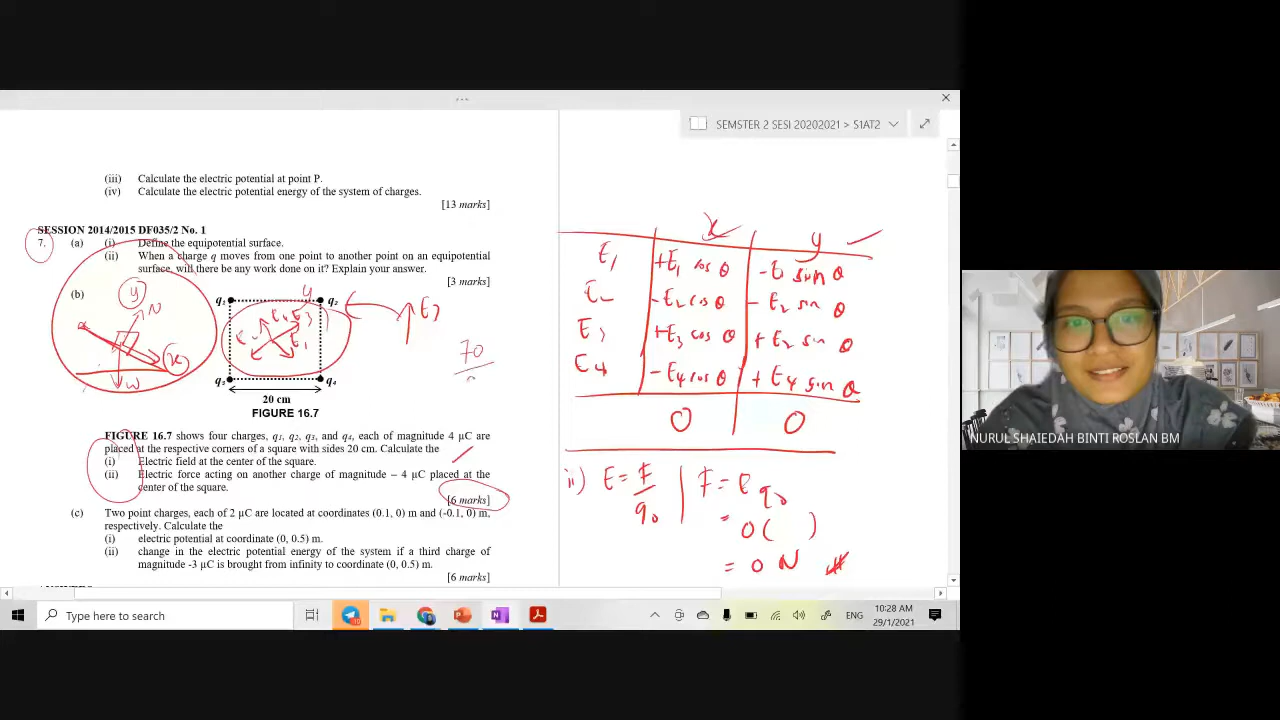 SEMSTER 2 SESI 20202021 > S1AT2
(iii) Calculate the electric potential at point P.
(iv) Calculate the electric potential energy of the system of charges.
[13 marks]
SESSION 2014/2015 DF035/2 No. 1
7. (a) (i) Define the equipotential surface.
(ii) When a charge q moves from one point to another point on an equipotential
surface, will there be any work done on it? Explain your answer.
[3 marks]
(b)
y
N
x
W
q₁
y
q₂
E₃
E₁
E₃
q₃
q₄
20 cm
FIGURE 16.7
70
FIGURE 16.7 shows four charges, q₁, q₂, q₃, and q₄, each of magnitude 4 µC are
placed at the respective corners of a square with sides 20 cm. Calculate the
(i) Electric field at the center of the square.
(ii) Electric force acting on another charge of magnitude – 4 µC placed at the
center of the square.
[6 marks]
(c) Two point charges, each of 2 µC are located at coordinates (0.1, 0) m and (-0.1, 0) m,
respectively. Calculate the
(i) electric potential at coordinate (0, 0.5) m.
(ii) change in the electric potential energy of the system if a third charge of
magnitude -3 µC is brought from infinity to coordinate (0, 0.5) m.
[6 marks]
x y
E₁ +E₁ cos θ -E sin θ
E₂ -E₂ cos θ - E₂ sin θ
E₃ +E₃ cos θ + E₂ sin θ
E₄ -E₄ cos θ + E₄ sin θ
0 0
ii) E = F/q₀ F = E q₀
= 0( )
= 0 N #
NURUL SHAIEDAH BINTI ROSLAN BM
Type here to search
ENG
10:28 AM
29/1/2021